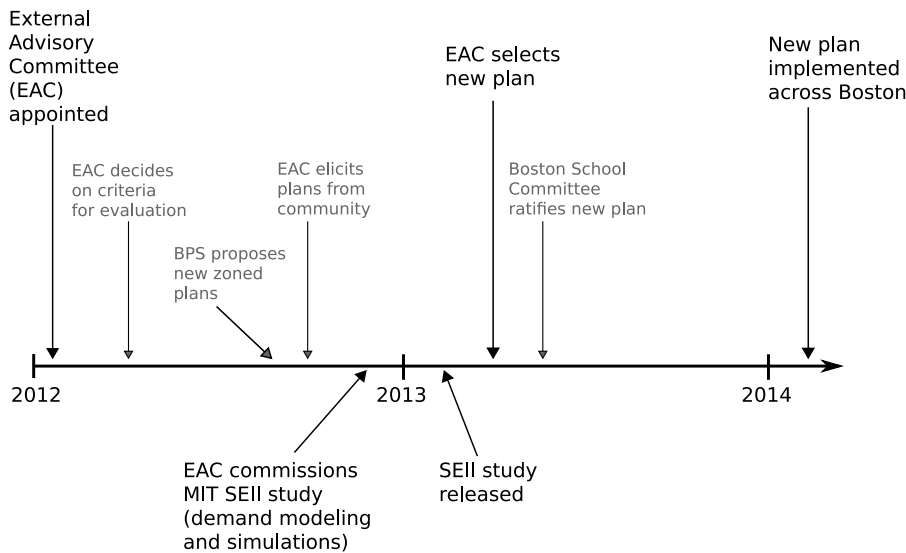 External
Advisory
Committee
(EAC)
appointed
EAC decides
on criteria
for evaluation
BPS proposes
new zoned
plans
EAC elicits
plans from
community
EAC selects
new plan
Boston School
Committee
ratifies new plan
New plan
implemented
across Boston
2012
2013
2014
EAC commissions
MIT SEII study
(demand modeling
and simulations)
SEII study
released